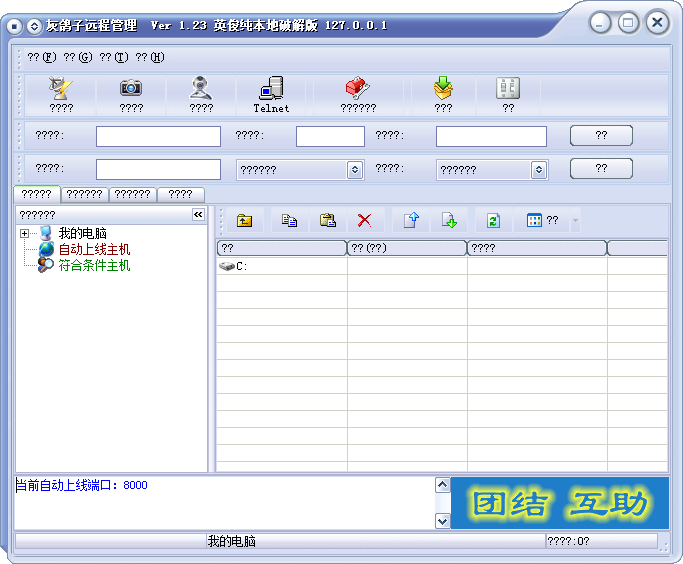 灰鸽子远程管理 Ver 1.23 英俊纯本地破解版 127.0.0.1
??(F) ??(G) ??(T) ??(H)
???? ???? ???? Telnet ?????? ??? ??
????: ????: ????: ??
????: ?????? ????: ?????? ??
????? ?????? ?????? ????
?????? ??
?? ??(??) ????
我的电脑
自动上线主机
符合条件主机
C:
当前自动上线端口: 8000
团结 互助
我的电脑 ????:0?